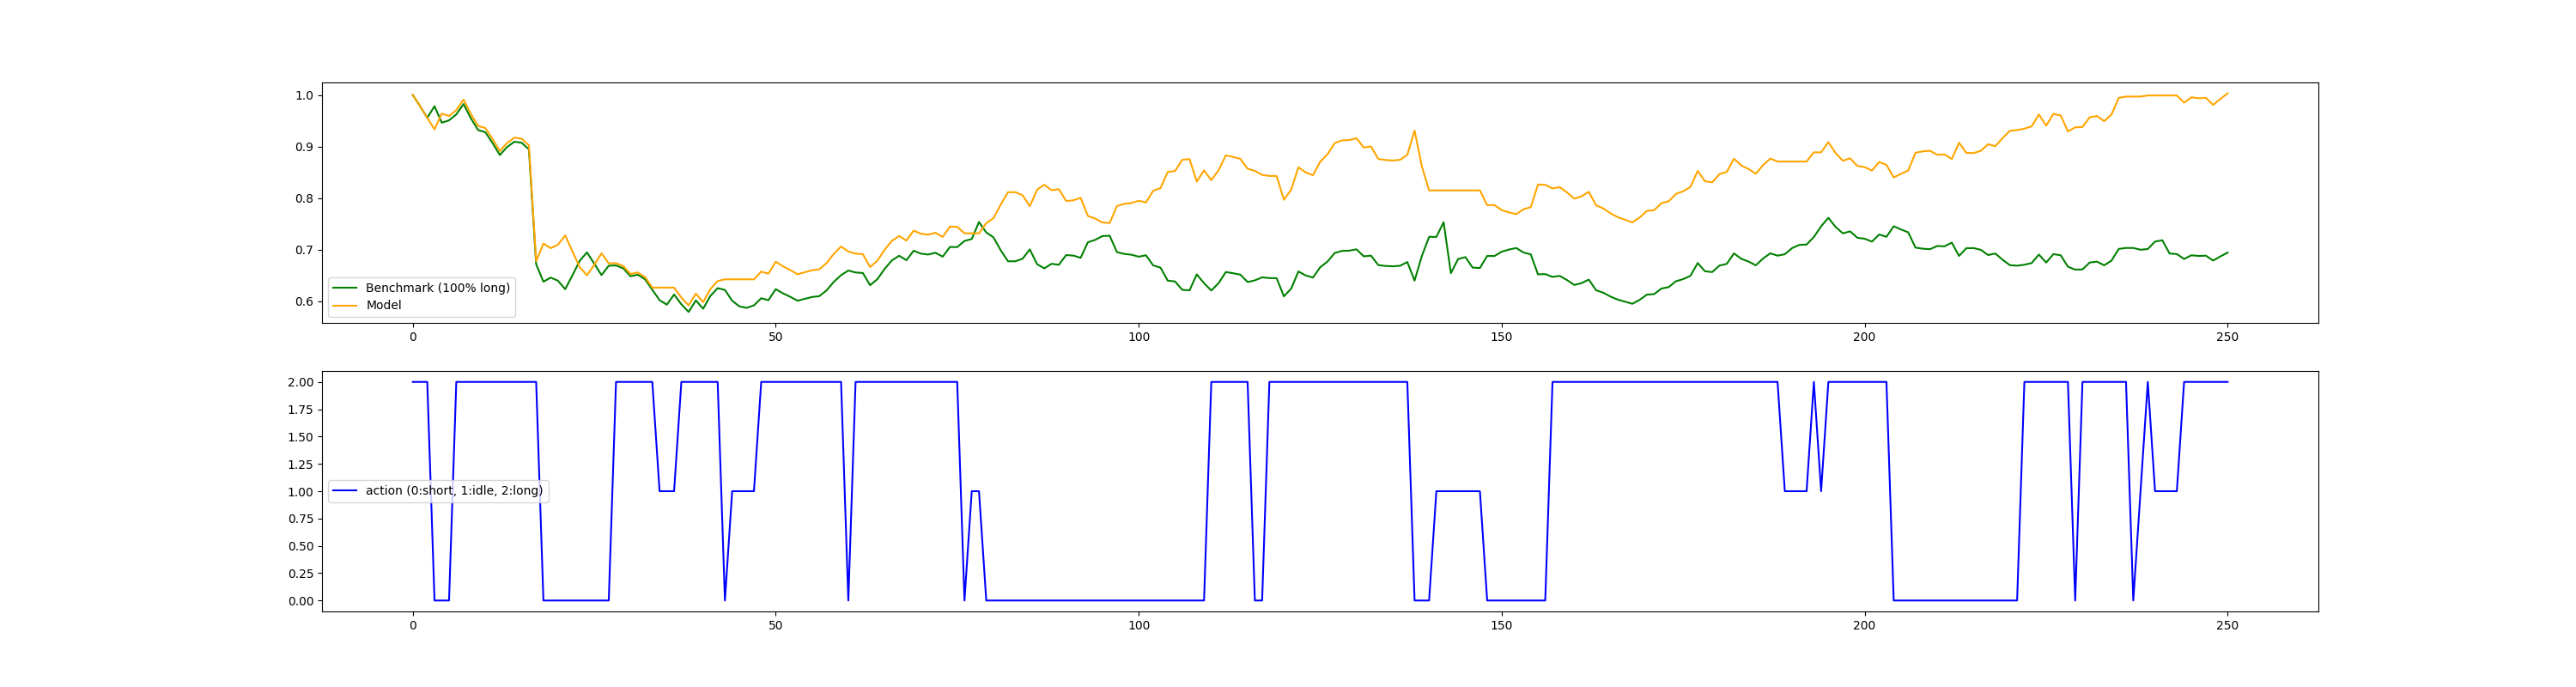 1.0
0.9
0.8
0.7
0.6
Benchmark (100% long)
Model
0 50 100 150 200 250
2.00
1.75
1.50
1.25
1.00
0.75
0.50
0.25
0.00
action (0:short, 1:idle, 2:long)
0 50 100 150 200 250